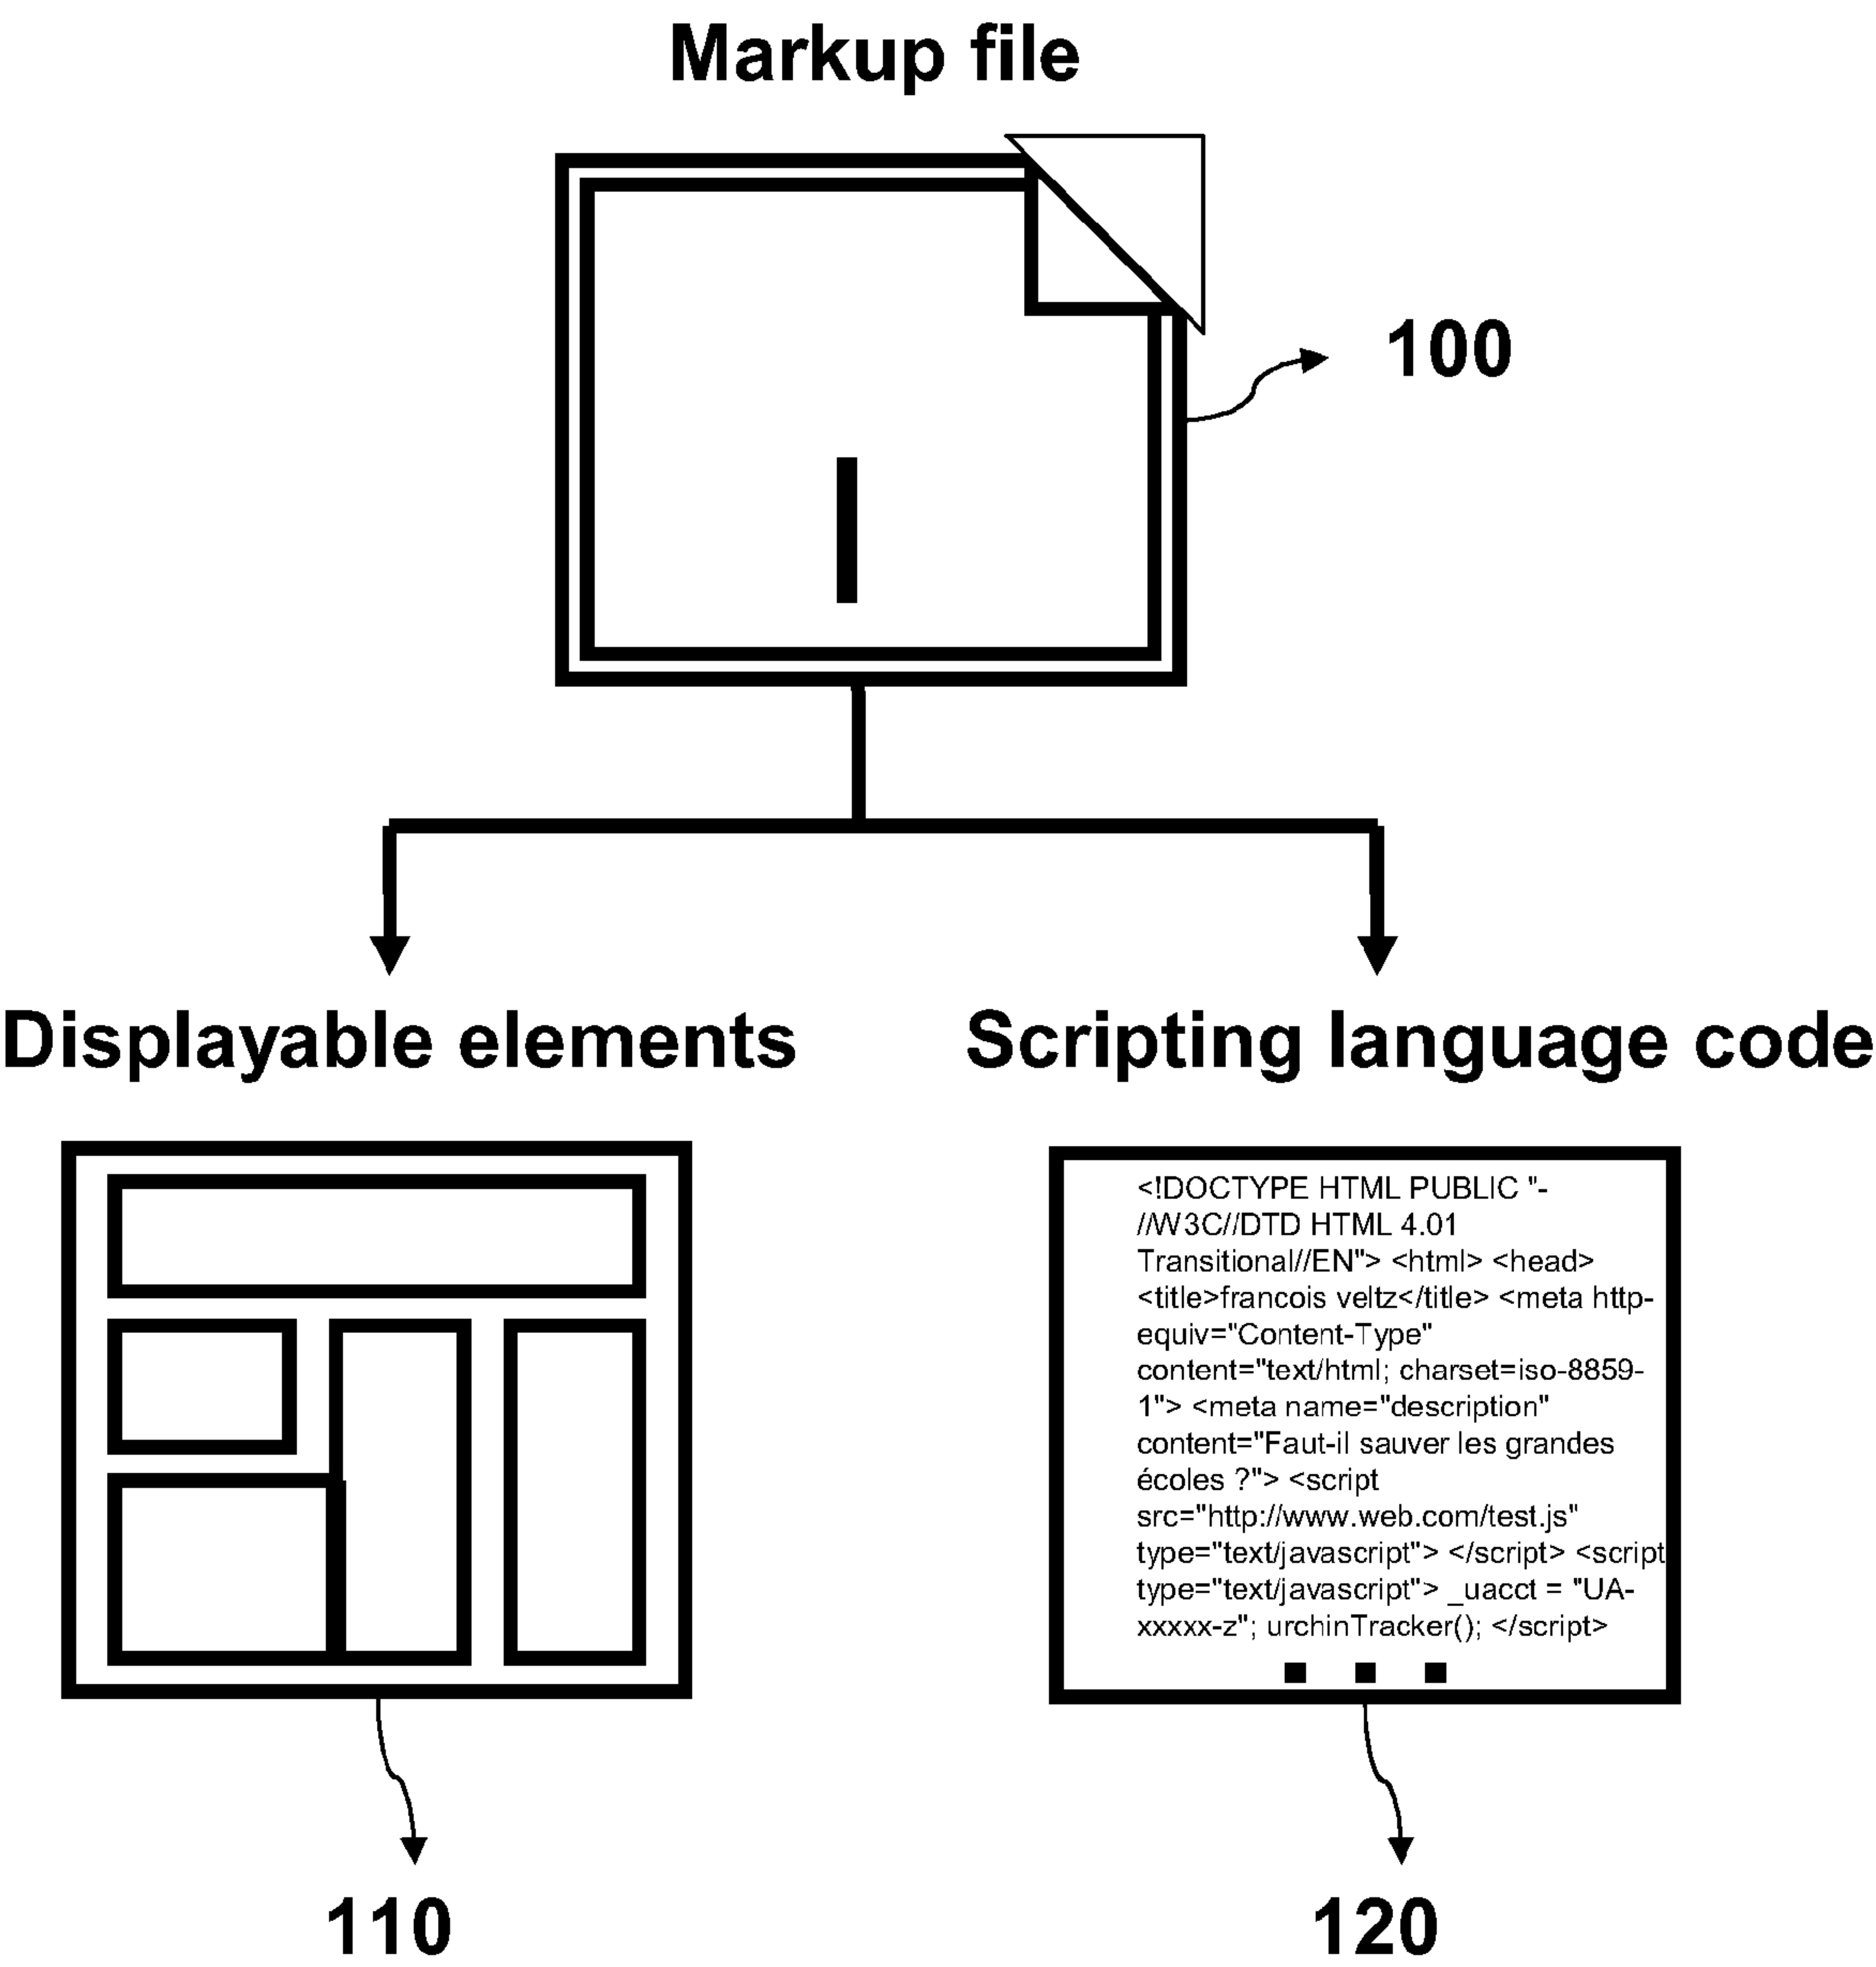 Markup file
100
Displayable elements
Scripting language code
<!DOCTYPE HTML PUBLIC "-
//W3C//DTD HTML 4.01
Transitional//EN"> <html> <head>
<title>francois veltz</title> <meta http-
equiv="Content-Type"
content="text/html; charset=iso-8859-
1"> <meta name="description"
content="Faut-il sauver les grandes
écoles ?"> <script
src="http://www.web.com/test.js"
type="text/javascript"> </script> <script
type="text/javascript"> _uacct = "UA-
xxxxx-z"; urchinTracker(); </script>
110
120